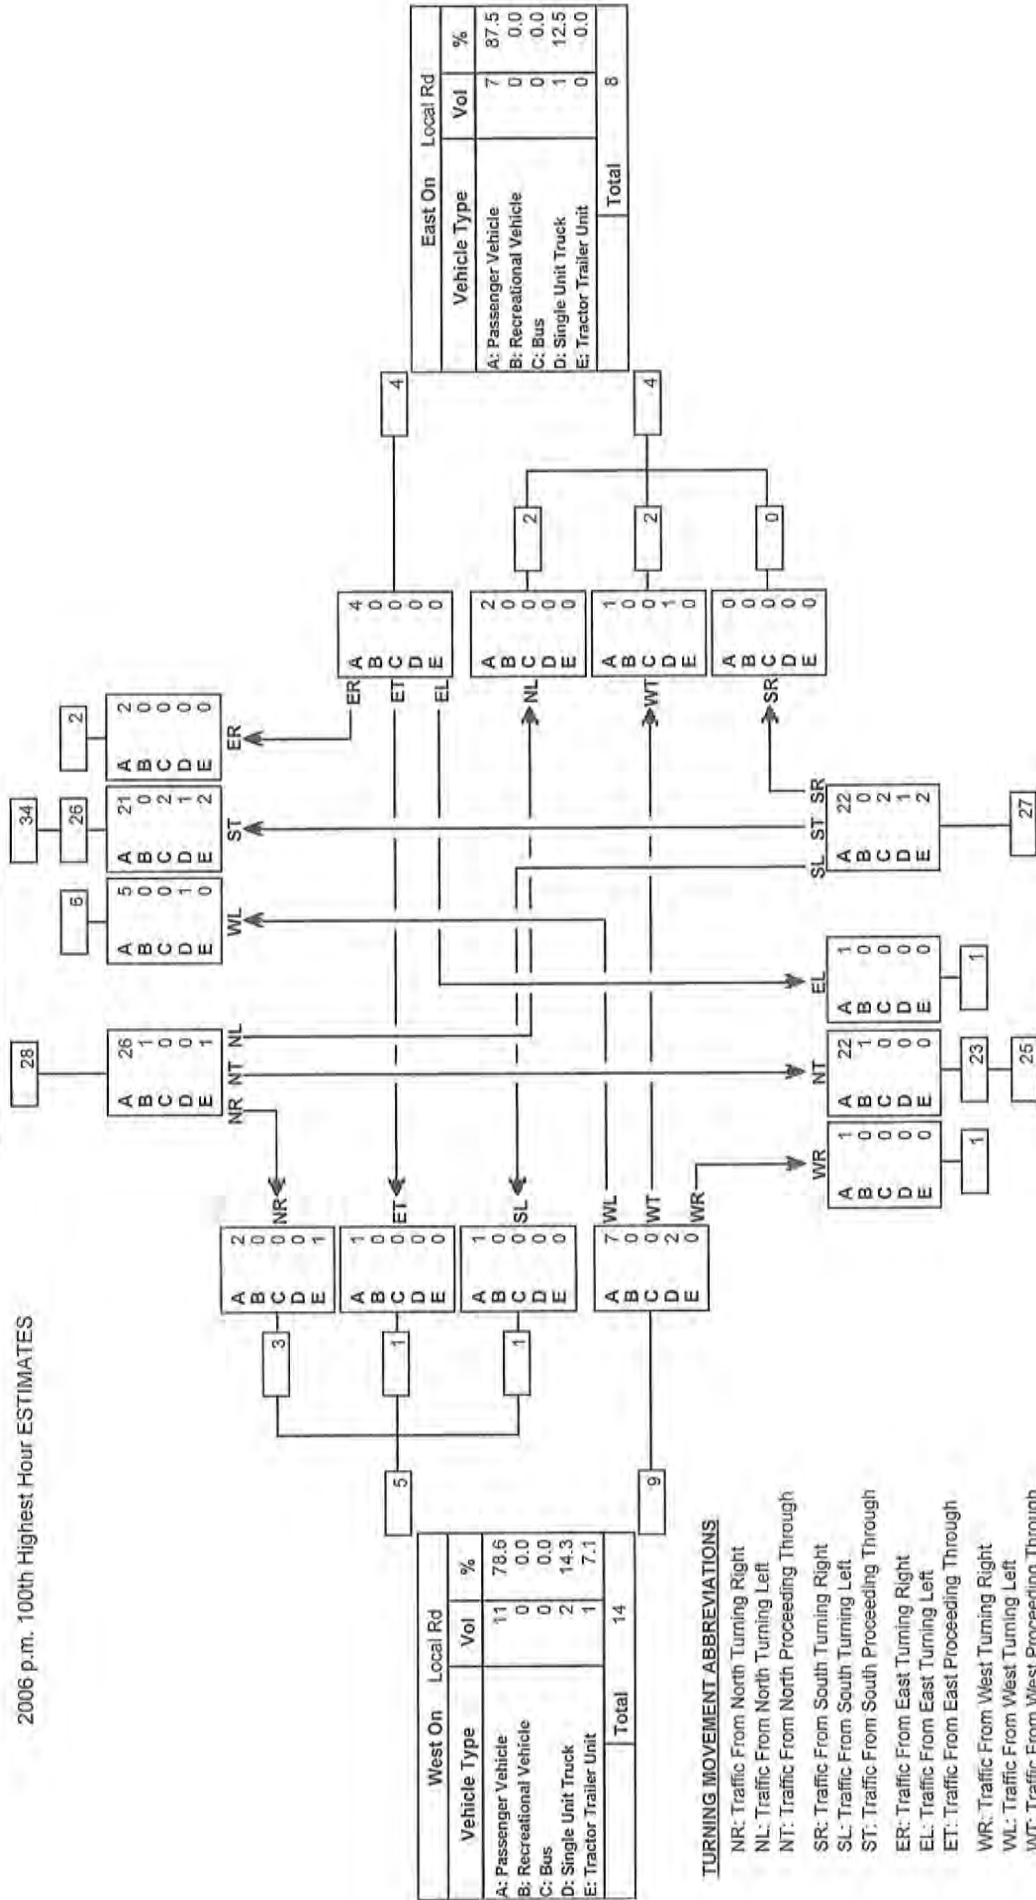 2006 p.m. 100th Highest Hour ESTIMATES
28
34
6
26
2
A 26
B 1
C 0
D 0
E 1
A 5
B 0
C 0
D 1
E 0
A 21
B 0
C 2
D 1
E 2
A 2
B 0
C 0
D 0
E 0
NR NT NL
WL
ST
ER
West On Local Rd
Vehicle Type Vol %
A: Passenger Vehicle 11 78.6
B: Recreational Vehicle 0 0.0
C: Bus 0 0.0
D: Single Unit Truck 2 14.3
E: Tractor Trailer Unit 1 7.1
Total 14
5
9
3
1
1
A 2
B 0
C 0
D 0
E 1
NR
A 1
B 0
C 0
D 0
E 0
ET
A 1
B 0
C 0
D 0
E 0
SL
A 7
B 0
C 0
D 2
E 0
WL
WT
WR
ER
ET
EL
A 4
B 0
C 0
D 0
E 0
4
NL
A 2
B 0
C 0
D 0
E 0
2
WT
A 1
B 0
C 0
D 1
E 0
2
SR
A 0
B 0
C 0
D 0
E 0
0
4
East On Local Rd
Vehicle Type Vol %
A: Passenger Vehicle 7 87.5
B: Recreational Vehicle 0 0.0
C: Bus 0 0.0
D: Single Unit Truck 1 12.5
E: Tractor Trailer Unit 0 0.0
Total 8
WR
NT
EL
SL ST SR
A 1
B 0
C 0
D 0
E 0
A 22
B 1
C 0
D 0
E 0
A 1
B 0
C 0
D 0
E 0
A 22
B 0
C 2
D 1
E 2
1
23
1
25
27
TURNING MOVEMENT ABBREVIATIONS
NR: Traffic From North Turning Right
NL: Traffic From North Turning Left
NT: Traffic From North Proceeding Through
SR: Traffic From South Turning Right
SL: Traffic From South Turning Left
ST: Traffic From South Proceeding Through
ER: Traffic From East Turning Right
EL: Traffic From East Turning Left
ET: Traffic From East Proceeding Through
WR: Traffic From West Turning Right
WL: Traffic From West Turning Left
WT: Traffic From West Proceeding Through